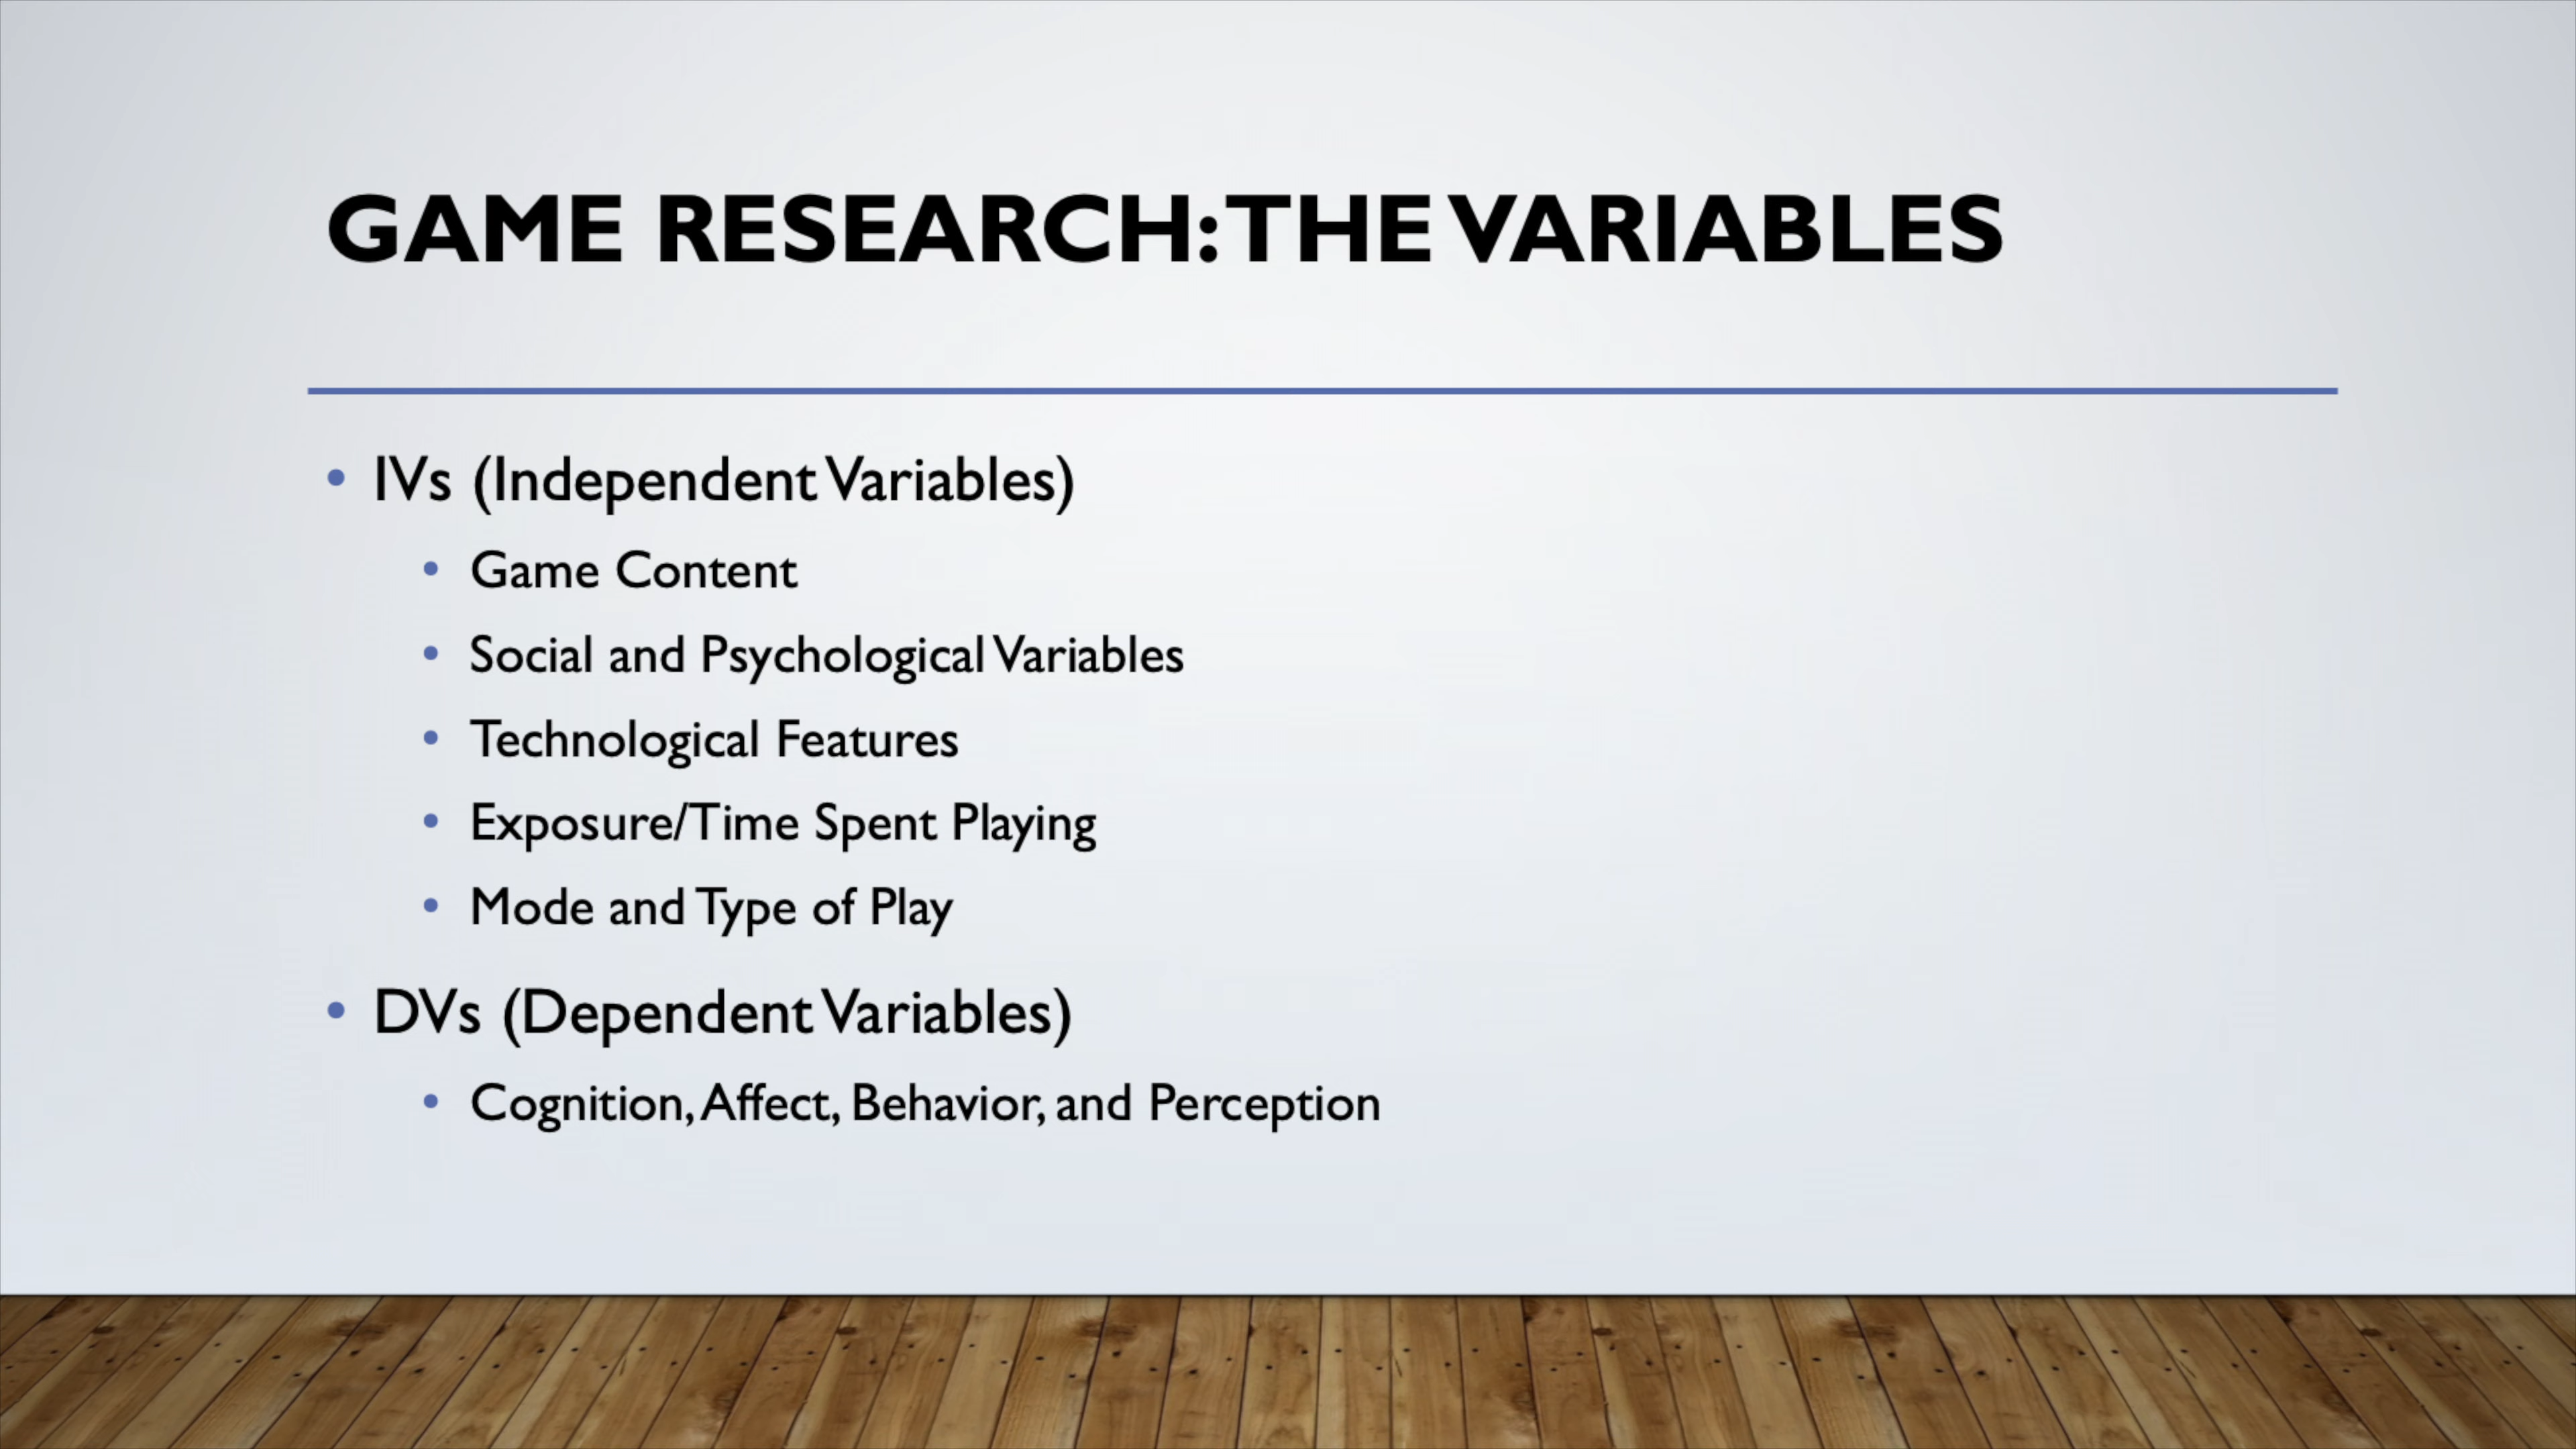 GAME RESEARCH: THE VARIABLES
• IVs (Independent Variables)
• Game Content
• Social and Psychological Variables
• Technological Features
• Exposure/Time Spent Playing
• Mode and Type of Play
• DVs (Dependent Variables)
• Cognition, Affect, Behavior, and Perception